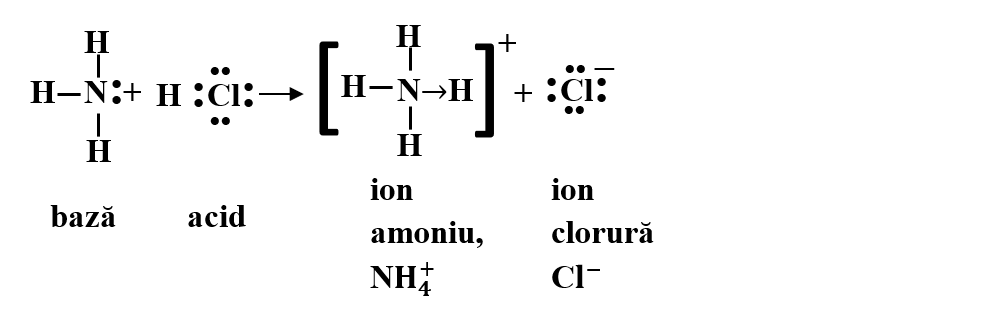 H H
H—N:+ H :Cl: → [H—N→H]+ + :Cl:−
H H
bază acid
ion ion
amoniu, clorură
NH₄⁺ Cl⁻